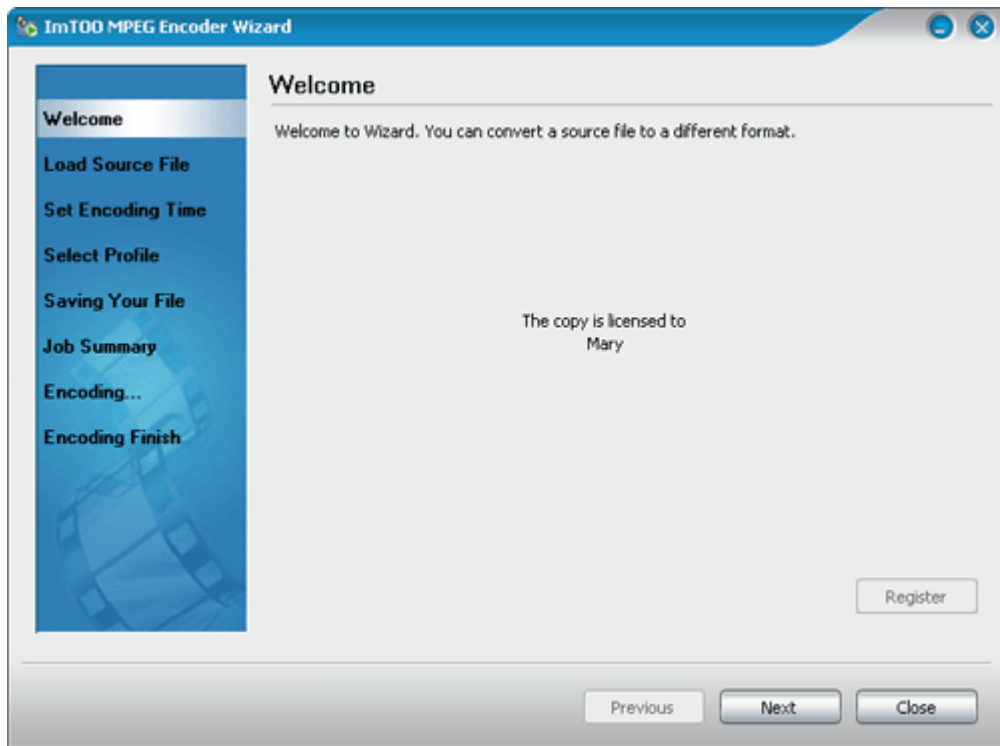 ImTOO MPEG Encoder Wizard
Welcome
Load Source File
Set Encoding Time
Select Profile
Saving Your File
Job Summary
Encoding...
Encoding Finish
Welcome
Welcome to Wizard. You can convert a source file to a different format.
The copy is licensed to
Mary
Register
Previous
Next
Close